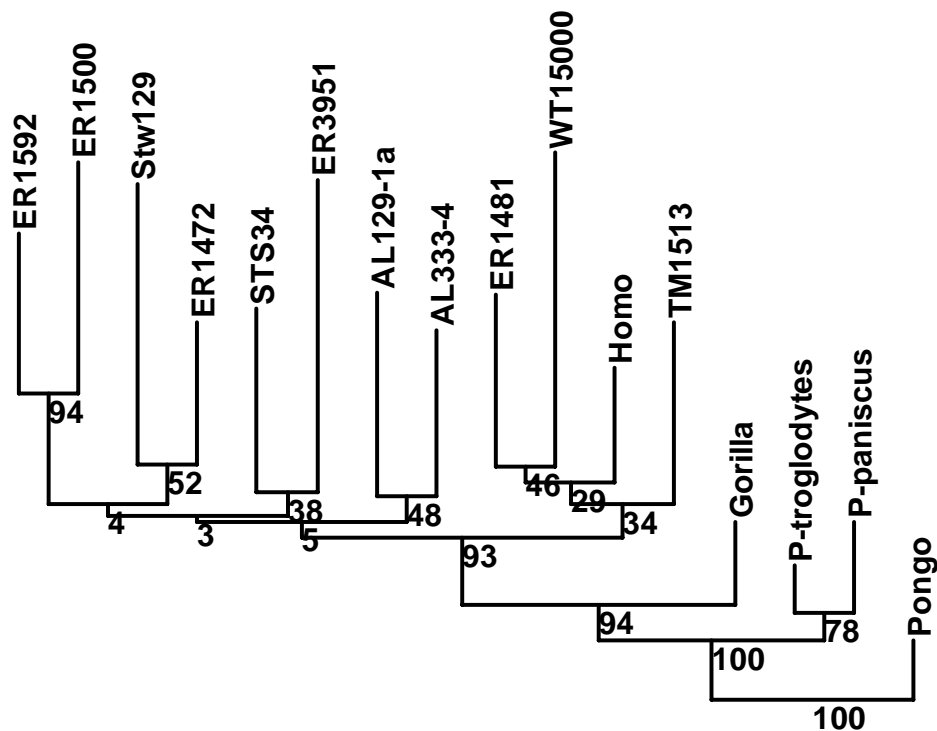 ER1592
ER1500
Stw129
ER1472
STS34
ER3951
AL129-1a
AL333-4
ER1481
WT15000
Homo
TM1513
Gorilla
P-troglodytes
P-paniscus
Pongo
94
52
4
38
3
48
5
46
29
34
93
94
78
100
100